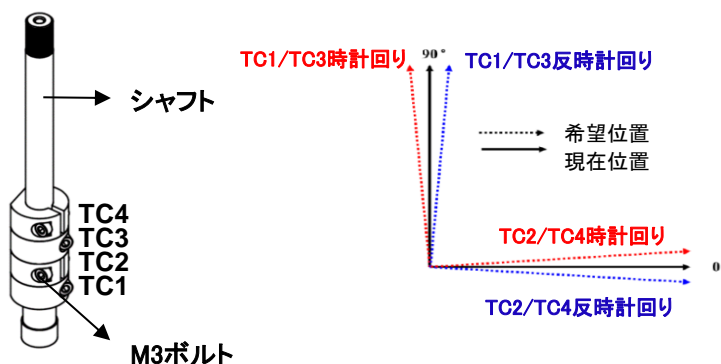 シャフト
TC4
TC3
TC2
TC1
M3ボルト
TC1/TC3時計回り
90°
TC1/TC3反時計回り
希望位置
現在位置
TC2/TC4時計回り
0
TC2/TC4反時計回り